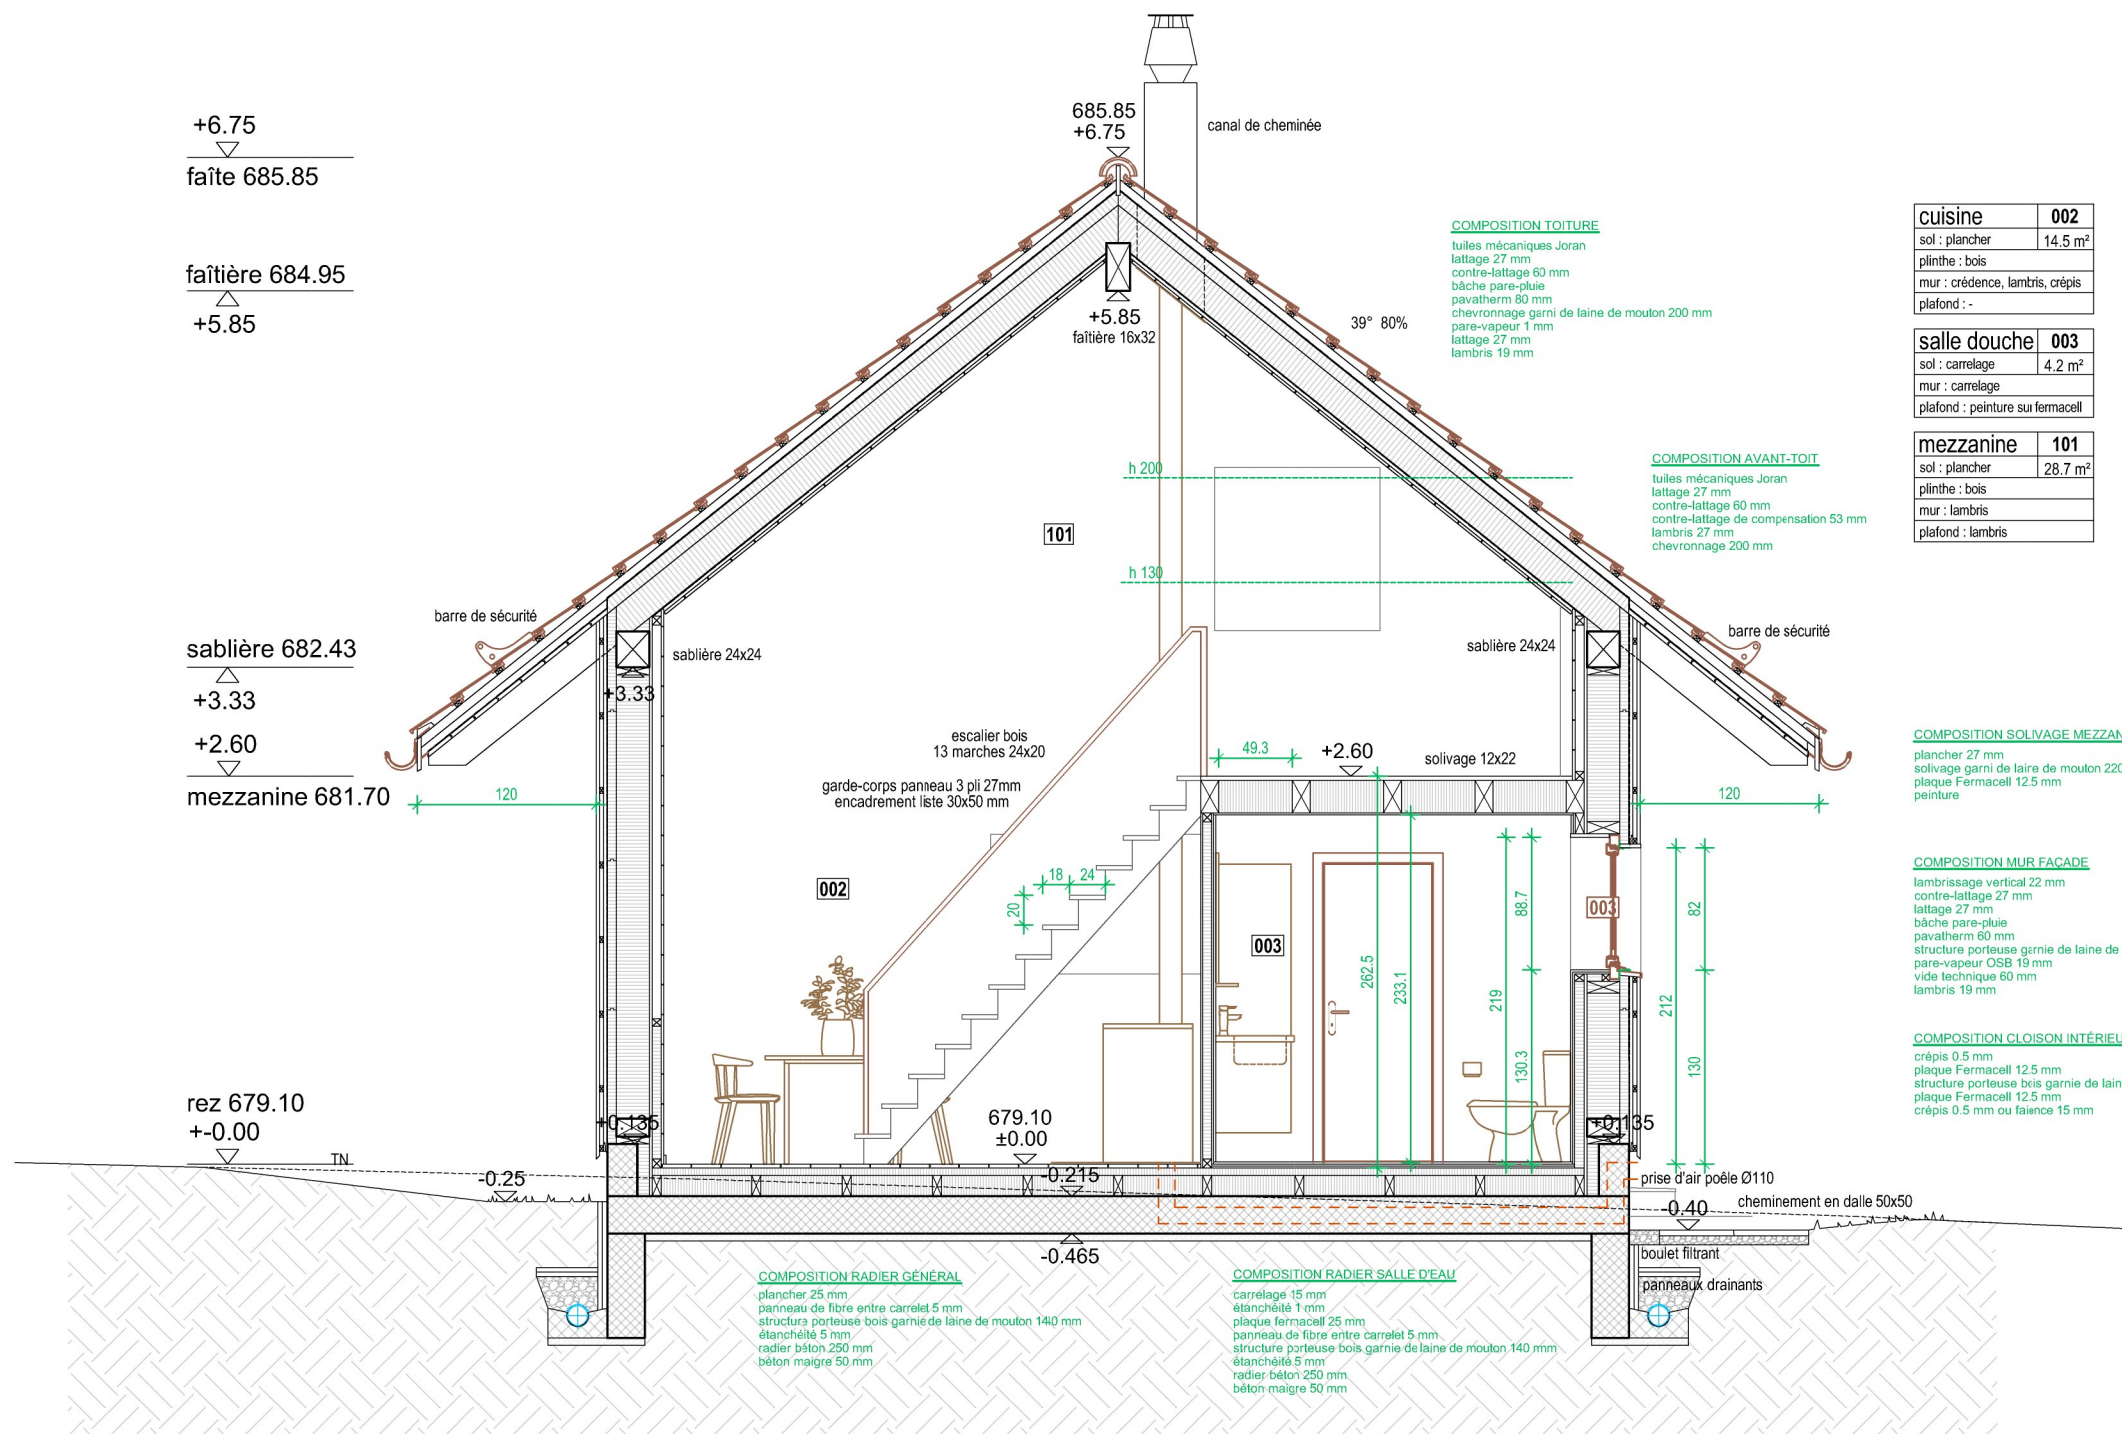 +6.75
faîte 685.85
faîtière 684.95
+5.85
sablière 682.43
+3.33
+2.60
mezzanine 681.70
rez 679.10
+-0.00
TN
685.85
+6.75
canal de cheminée
+5.85
faîtière 16x32
39° 80%
COMPOSITION TOITURE
tuiles mécaniques Joran
lattage 27 mm
contre-lattage 60 mm
bâche pare-pluie
pavatherm 80 mm
chevronnage garni de laine de mouton 200 mm
pare-vapeur 1 mm
lattage 27 mm
lambris 19 mm
cuisine 002
sol : plancher 14.5 m²
plinthe : bois
mur : crédence, lambris, crépis
plafond : -
salle douche 003
sol : carrelage 4.2 m²
mur : carrelage
plafond : peinture sur fermacell
mezzanine 101
sol : plancher 28.7 m²
plinthe : bois
mur : lambris
plafond : lambris
COMPOSITION AVANT-TOIT
tuiles mécaniques Joran
lattage 27 mm
contre-lattage 60 mm
contre-lattage de compensation 53 mm
lambris 27 mm
chevronnage 200 mm
h 200
101
h 130
barre de sécurité
barre de sécurité
sablière 24x24
sablière 24x24
+3.33
escalier bois
13 marches 24x20
garde-corps panneau 3 pli 27mm
encadrement liste 30x50 mm
49.3
+2.60
solivage 12x22
120
120
COMPOSITION SOLIVAGE MEZZAN
plancher 27 mm
solivage garni de laire de mouton 220
plaque Fermacell 12.5 mm
peinture
002
18
24
20
003
003
262.5
233.1
219
88.7
130.3
82
212
130
COMPOSITION MUR FAÇADE
lambrissage vertical 22 mm
contre-lattage 27 mm
lattage 27 mm
bâche pare-pluie
pavatherm 60 mm
structure porteuse garnie de laine de
pare-vapeur OSB 19 mm
vide technique 60 mm
lambris 19 mm
COMPOSITION CLOISON INTÉRIEU
crépis 0.5 mm
plaque Fermacell 12.5 mm
structure porteuse bois garnie de lain
plaque Fermacell 12.5 mm
crépis 0.5 mm ou faïence 15 mm
+0.135
679.10
±0.00
+0.135
-0.25
-0.215
prise d'air poêle Ø110
-0.40
cheminement en dalle 50x50
-0.465
boulet filtrant
panneaux drainants
COMPOSITION RADIER GÉNÉRAL
plancher 25 mm
panneau de fibre entre carrelet 5 mm
structure porteuse bois garnie de laine de mouton 140 mm
étanchéité 5 mm
radier béton 250 mm
béton maigre 50 mm
COMPOSITION RADIER SALLE D'EAU
carrelage 15 mm
étanchéité 1 mm
plaque fermacell 25 mm
panneau de fibre entre carrelet 5 mm
structure porteuse bois garnie de laine de mouton 140 mm
étanchéité 5 mm
radier béton 250 mm
béton maigre 50 mm